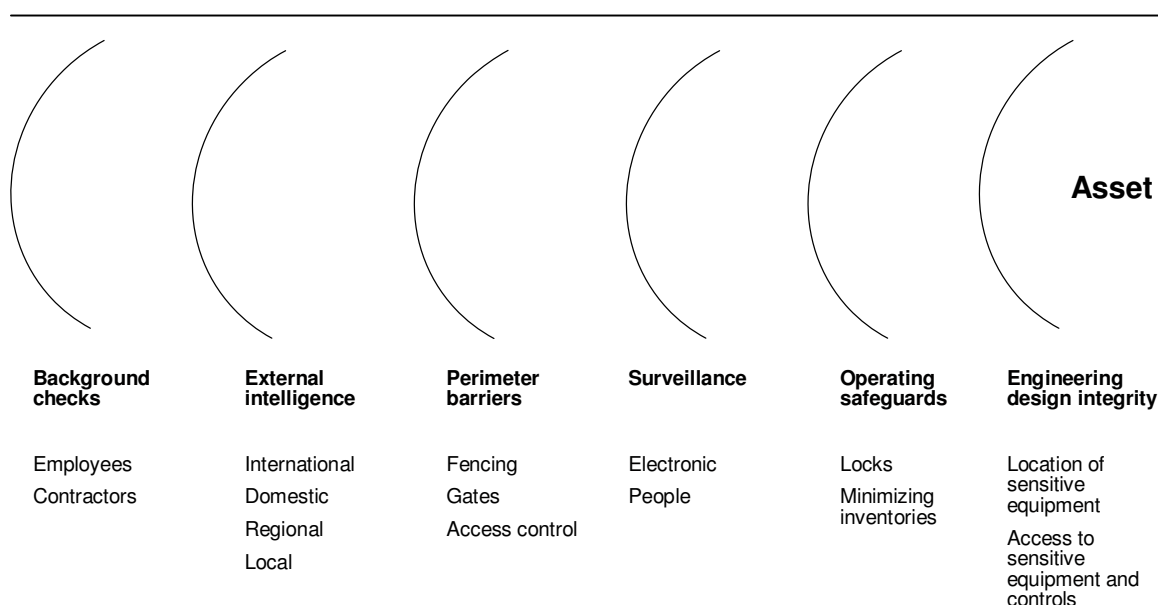 Asset
Background
checks
Employees
Contractors
External
intelligence
International
Domestic
Regional
Local
Perimeter
barriers
Fencing
Gates
Access control
Surveillance
Electronic
People
Operating
safeguards
Locks
Minimizing
inventories
Engineering
design integrity
Location of
sensitive
equipment
Access to
sensitive
equipment and
controls